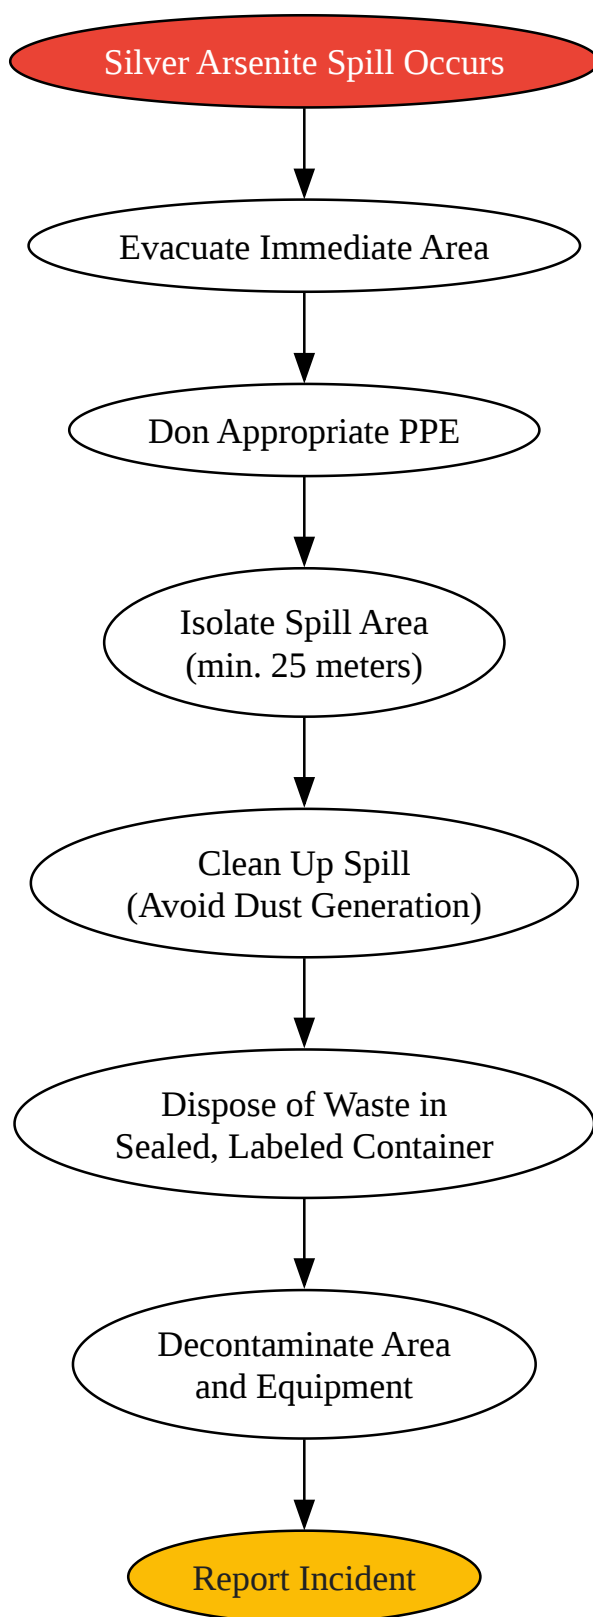 Silver Arsenite Spill Occurs
Evacuate Immediate Area
Don Appropriate PPE
Isolate Spill Area
(min. 25 meters)
Clean Up Spill
(Avoid Dust Generation)
Dispose of Waste in
Sealed, Labeled Container
Decontaminate Area
and Equipment
Report Incident